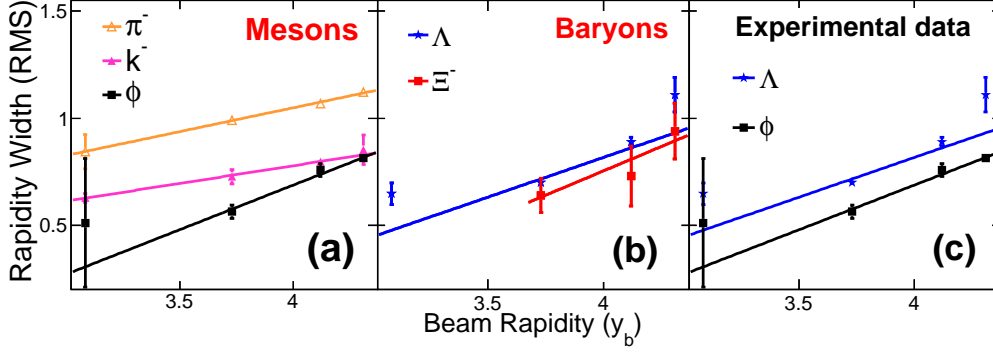 Rapidity Width (RMS)
1.5
1
0.5
π⁻
k⁻
ϕ
Mesons
(a)
Λ
Ξ⁻
Baryons
(b)
Experimental data
Λ
ϕ
(c)
3.5 4 3.5 4 3.5 4
Beam Rapidity (y_b)